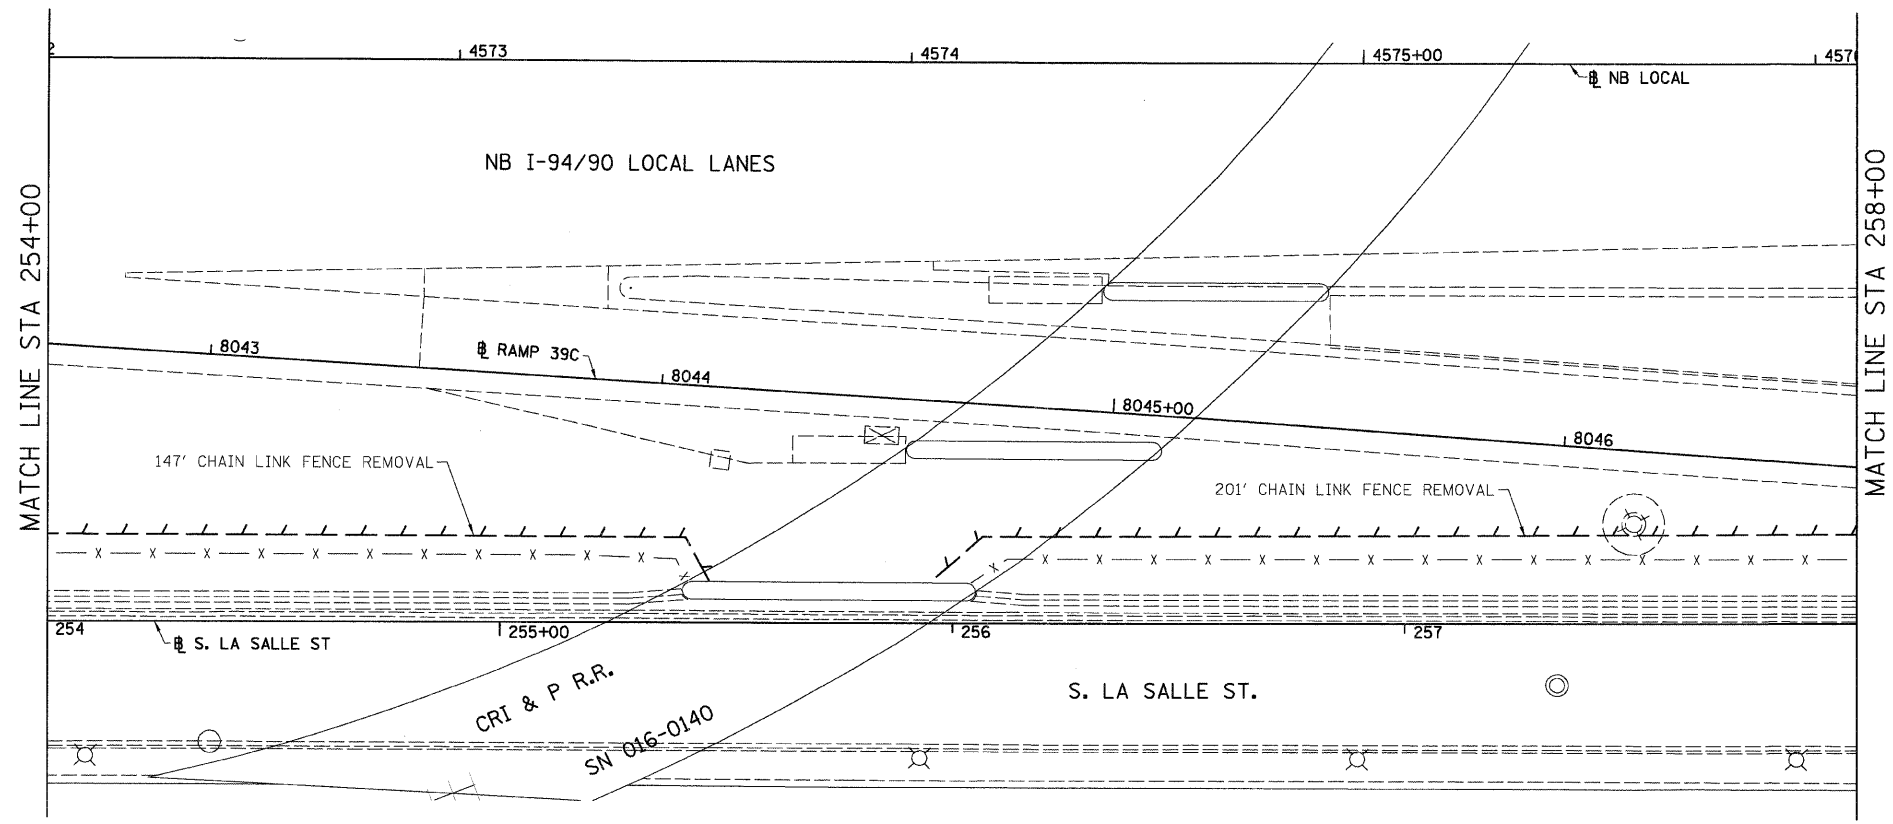 4573
4574
4575+00
℄ NB LOCAL
NB I-94/90 LOCAL LANES
MATCH LINE STA 254+00
MATCH LINE STA 258+00
8043
℄ RAMP 39C
8044
8045+00
8046
147' CHAIN LINK FENCE REMOVAL
201' CHAIN LINK FENCE REMOVAL
254
255+00
256
257
℄ S. LA SALLE ST
CRI & P R.R.
S. LA SALLE ST.
SN 016-0140